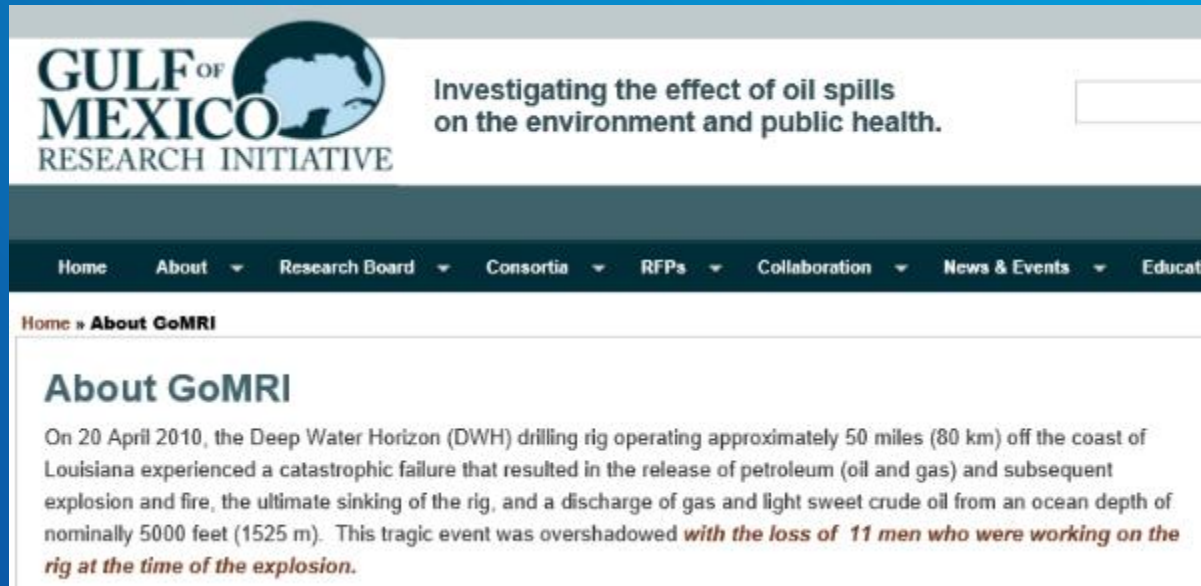 GULF OF
MEXICO
RESEARCH INITIATIVE
Investigating the effect of oil spills
on the environment and public health.
Home About Research Board Consortia RFPs Collaboration News & Events Educat
Home » About GoMRI
About GoMRI
On 20 April 2010, the Deep Water Horizon (DWH) drilling rig operating approximately 50 miles (80 km) off the coast of
Louisiana experienced a catastrophic failure that resulted in the release of petroleum (oil and gas) and subsequent
explosion and fire, the ultimate sinking of the rig, and a discharge of gas and light sweet crude oil from an ocean depth of
nominally 5000 feet (1525 m). This tragic event was overshadowed with the loss of 11 men who were working on the
rig at the time of the explosion.